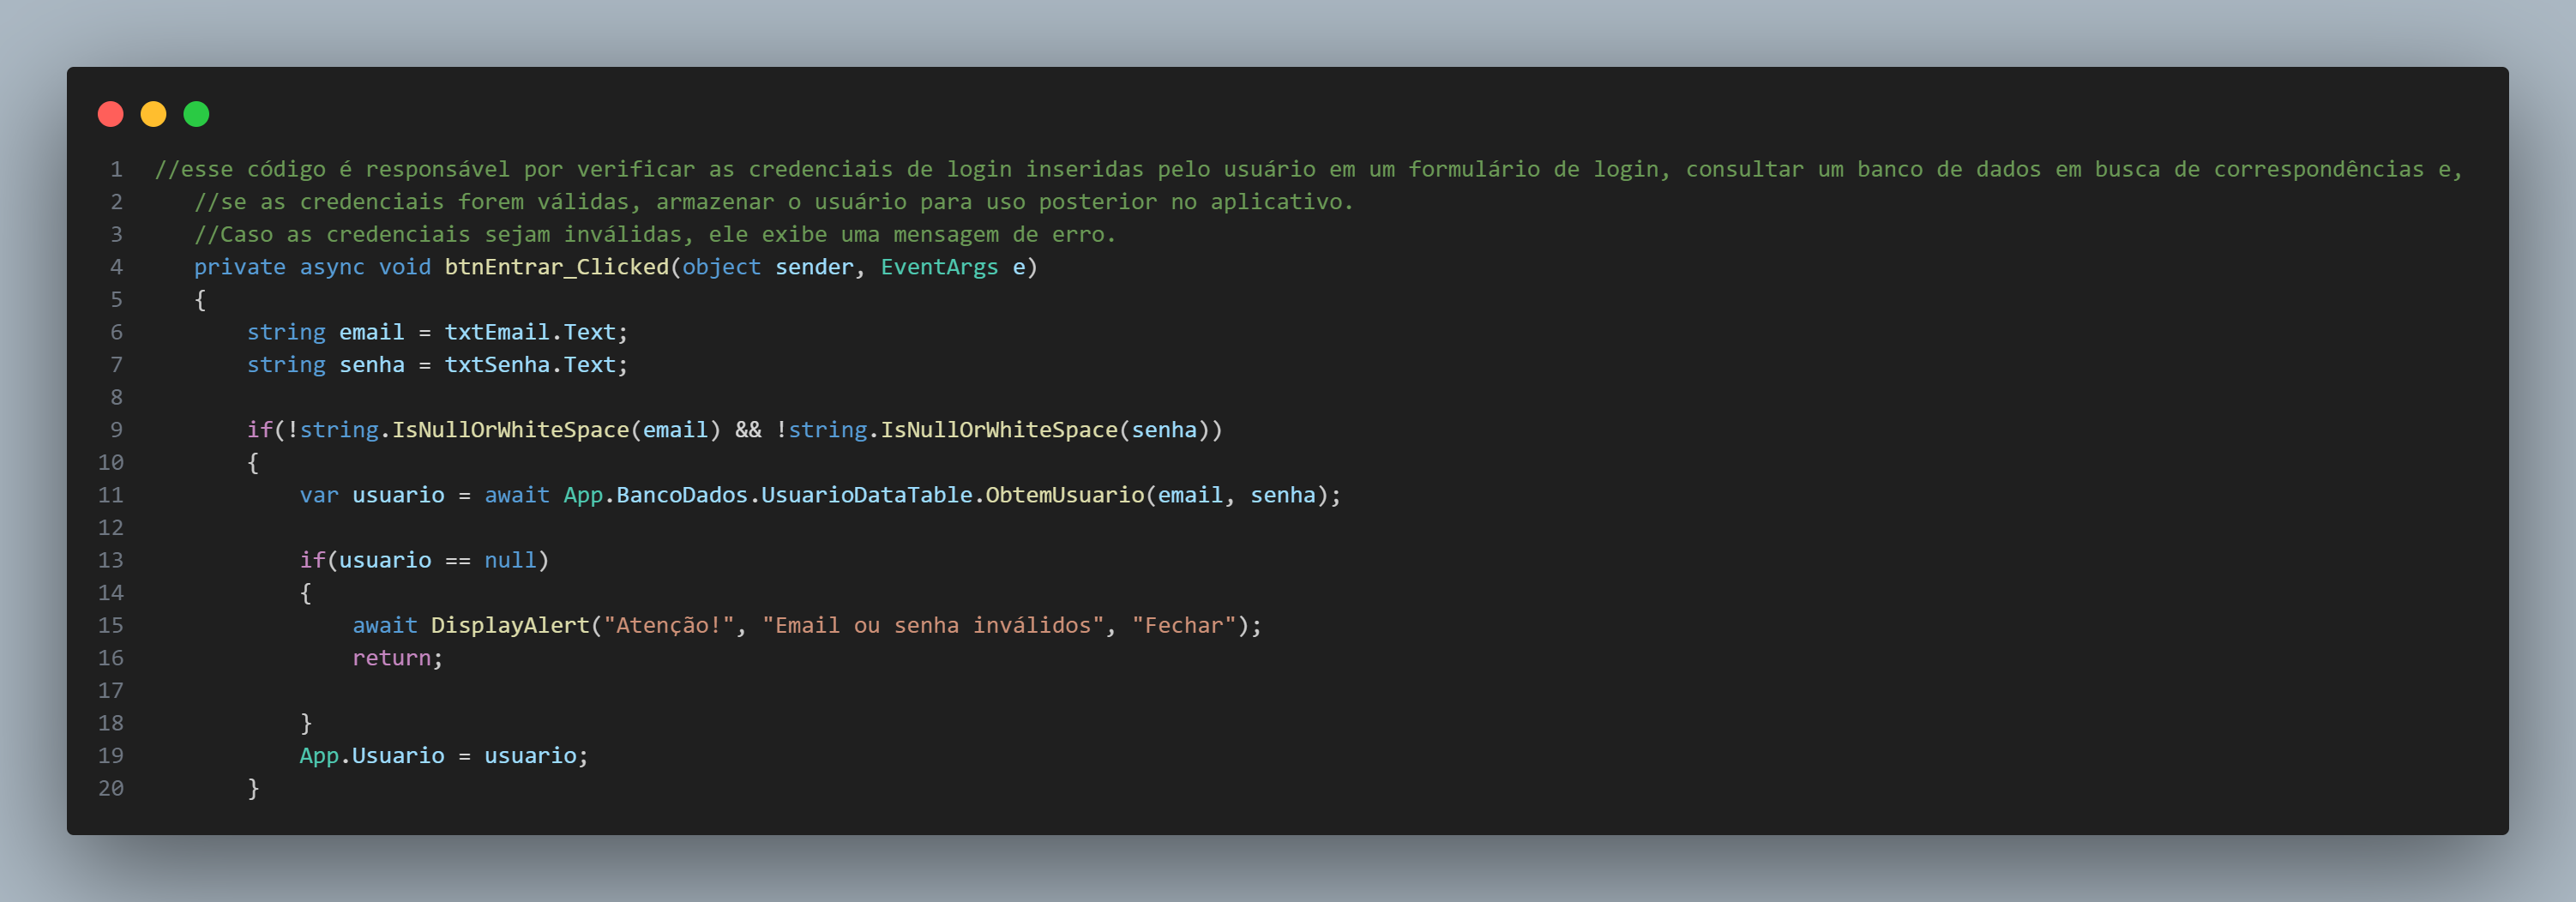 1 //esse código é responsável por verificar as credenciais de login inseridas pelo usuário em um formulário de login, consultar um banco de dados em busca de correspondências e,
2    //se as credenciais forem válidas, armazenar o usuário para uso posterior no aplicativo.
3    //Caso as credenciais sejam inválidas, ele exibe uma mensagem de erro.
4    private async void btnEntrar_Clicked(object sender, EventArgs e)
5    {
6        string email = txtEmail.Text;
7        string senha = txtSenha.Text;
8
9        if(!string.IsNullOrWhiteSpace(email) && !string.IsNullOrWhiteSpace(senha))
10        {
11            var usuario = await App.BancoDados.UsuarioDataTable.ObtemUsuario(email, senha);
12
13            if(usuario == null)
14            {
15                await DisplayAlert("Atenção!", "Email ou senha inválidos", "Fechar");
16                return;
17
18            }
19            App.Usuario = usuario;
20        }